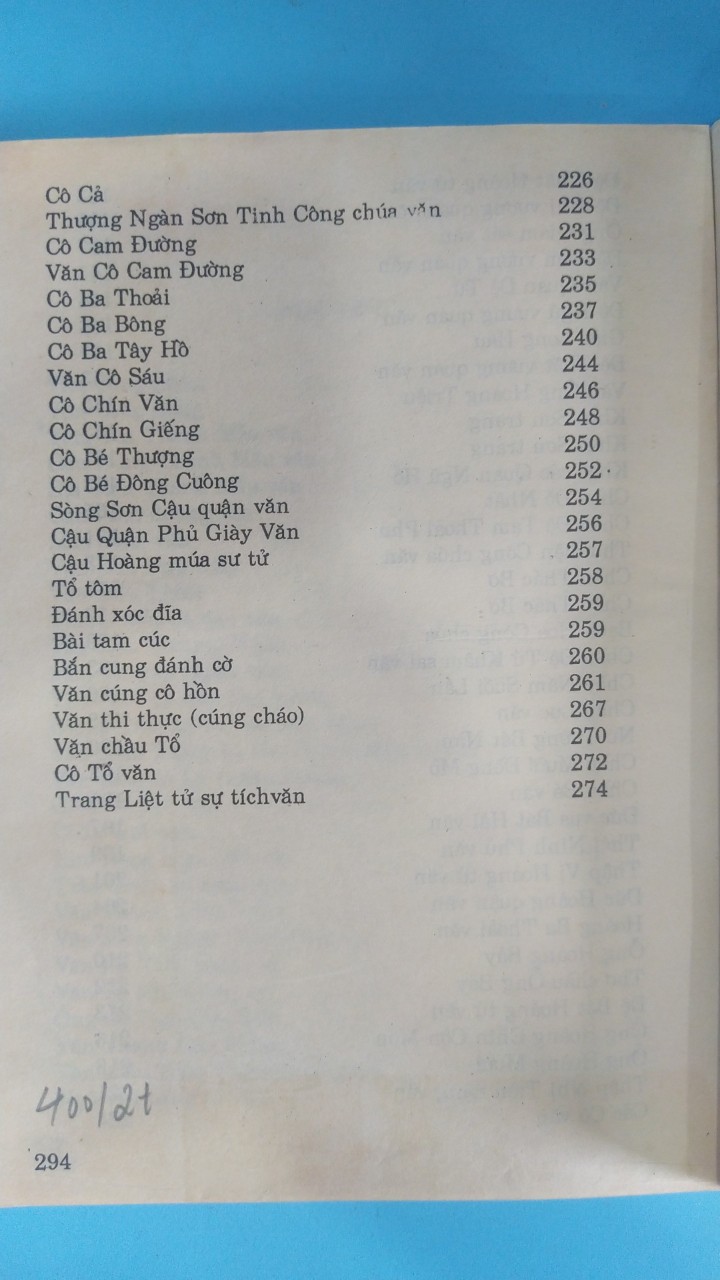 Cô Cả 226
Thượng Ngàn Sơn Tinh Công chúa văn 228
Cô Cam Đường 231
Văn Cô Cam Đường 233
Cô Ba Thoải 235
Cô Ba Bông 237
Cô Ba Tây Hồ 240
Văn Cô Sáu 244
Cô Chín Văn 246
Cô Chín Giếng 248
Cô Bé Thượng 250
Cô Bé Đông Cuông 252
Sòng Sơn Cậu quận văn 254
Cậu Quận Phủ Giày Văn 256
Cậu Hoàng múa sư tử 257
Tổ tôm 258
Đánh xóc đĩa 259
Bài tam cúc 259
Bắn cung đánh cờ 260
Văn cúng cô hồn 261
Văn thi thực (cúng cháo) 267
Văn chầu Tổ 270
Cô Tổ văn 272
Trang Liệt tử sự tíchvăn 274
400/2t
294